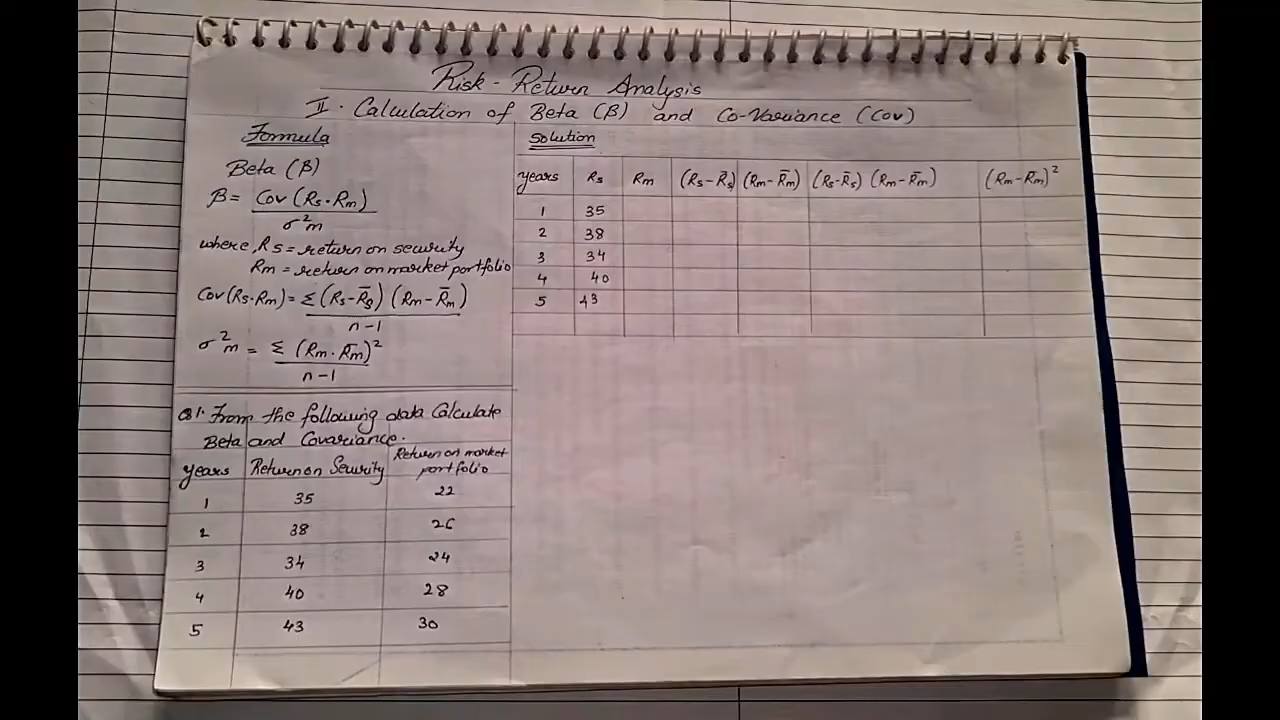 Risk - Return Analysis
II. Calculation of Beta (β) and Co-Variance (Cov)
Formula
Beta (β)
β = Cov (Rs·Rm)
σ²m
where, Rs = return on security
Rm = return on market portfolio
Cov (Rs·Rm) = Σ (Rs-R̄s) (Rm-R̄m)
n-1
σ²m = Σ (Rm·R̄m)²
n-1
Q1. From the following data Calculate
Beta and Covariance.
years Return on Security Return on market portfolio
1 35 22
2 38 26
3 34 24
4 40 28
5 43 30
Solution
years Rs Rm (Rs-R̄s) (Rm-R̄m) (Rs-R̄s) (Rm-R̄m) (Rm-Rm)²
1 35
2 38
3 34
4 40
5 43